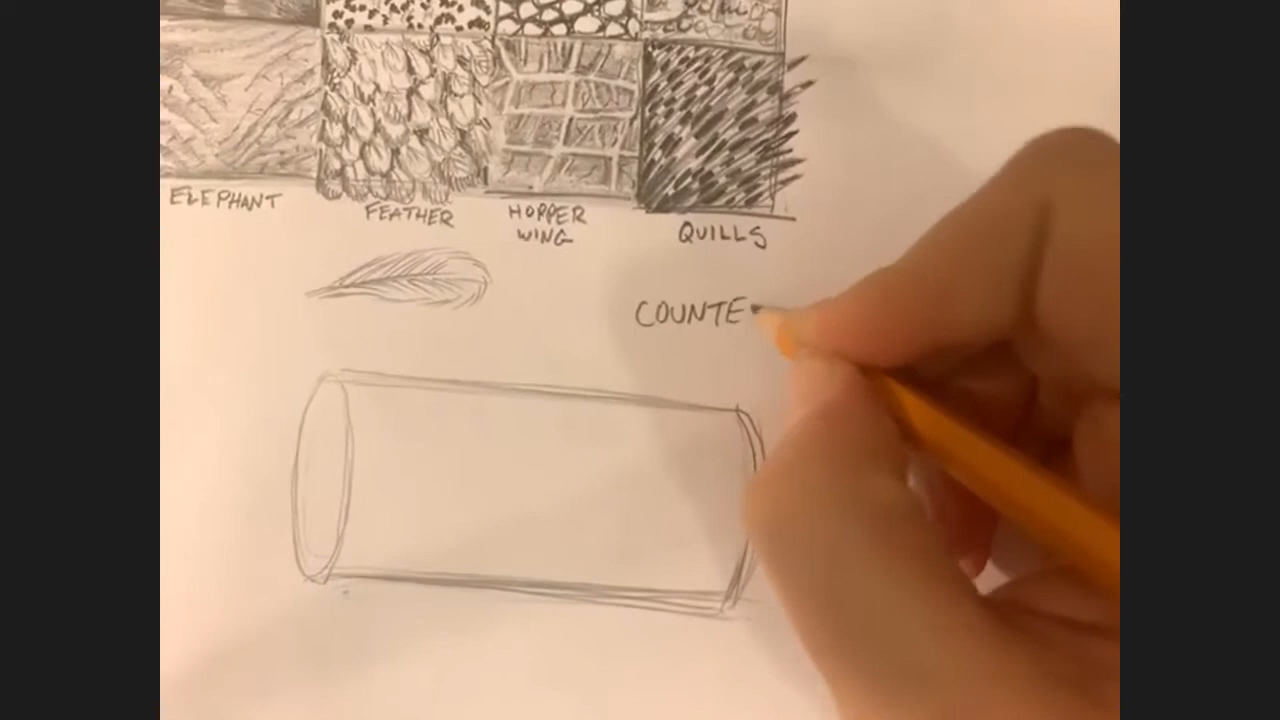 ELEPHANT
FEATHER
HOPPER
WING
QUILLS
COUNTE